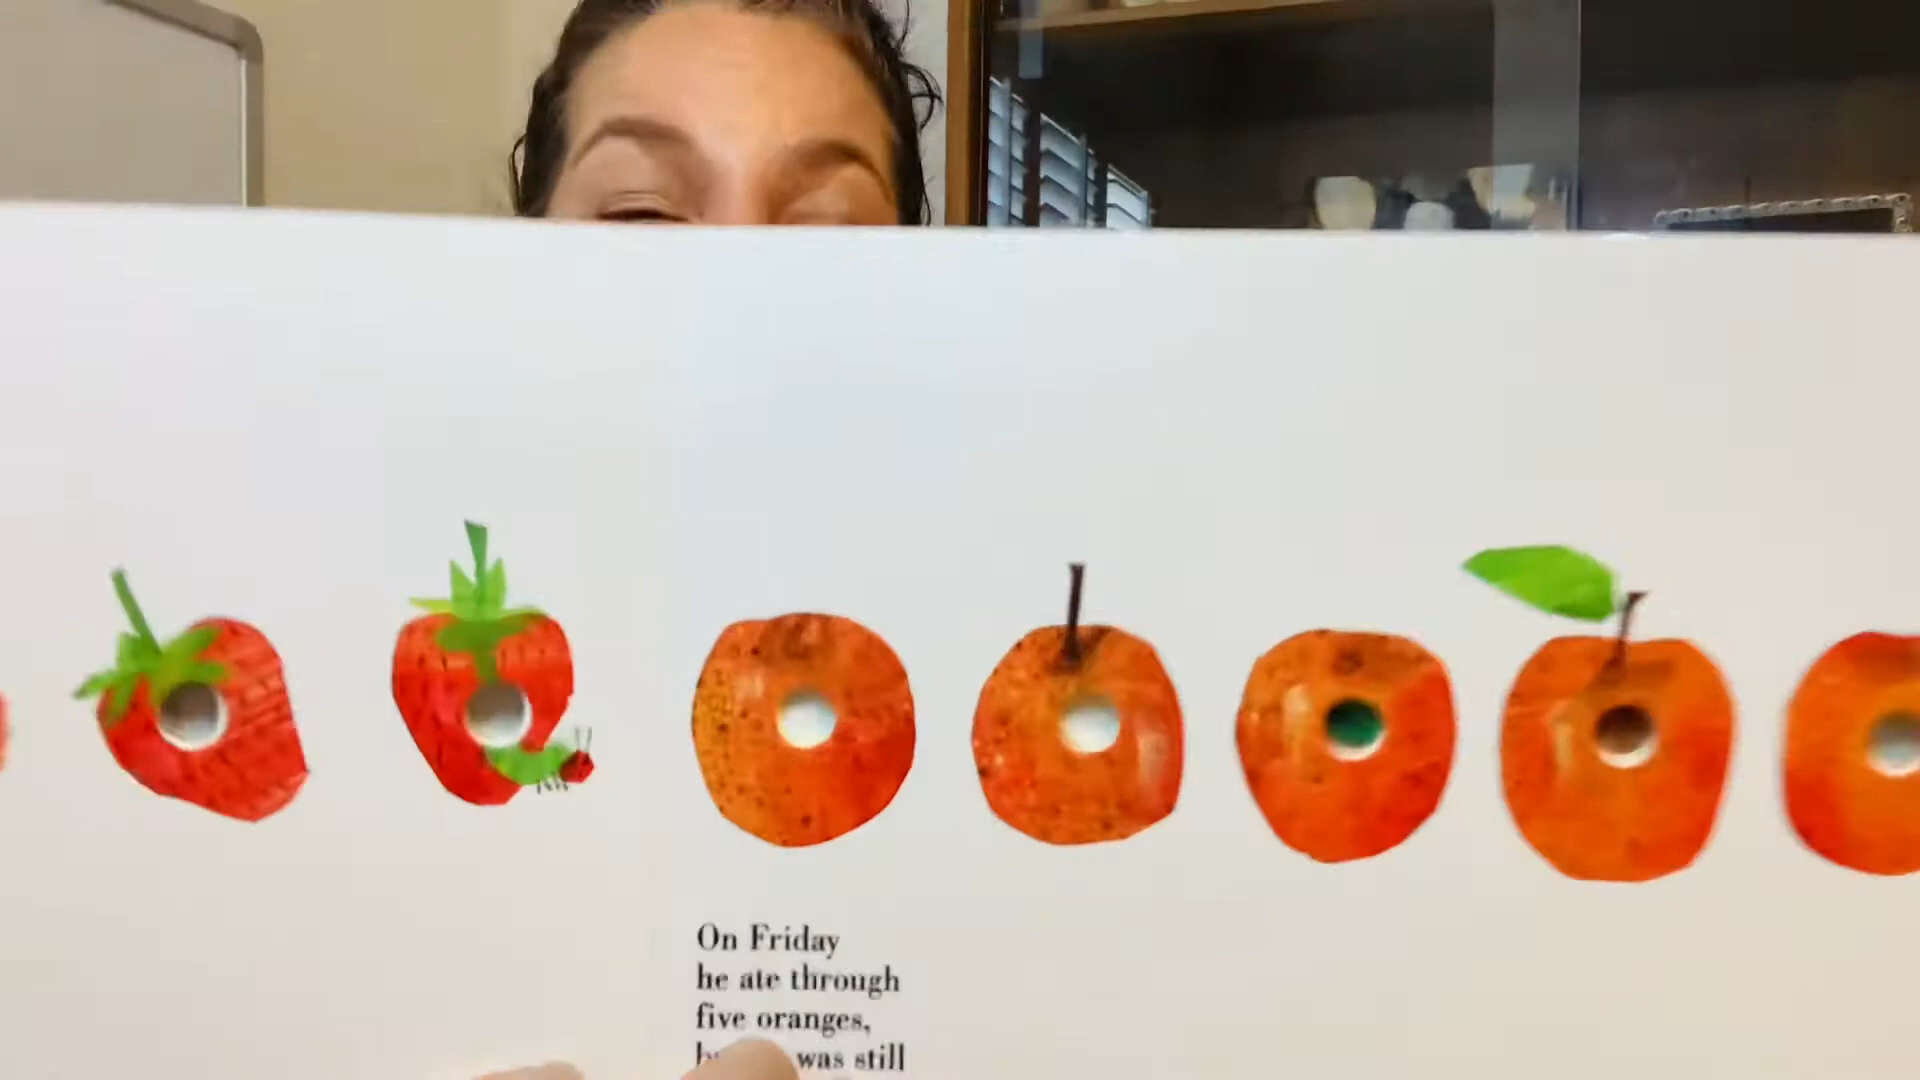 On Friday
he ate through
five oranges,
was still